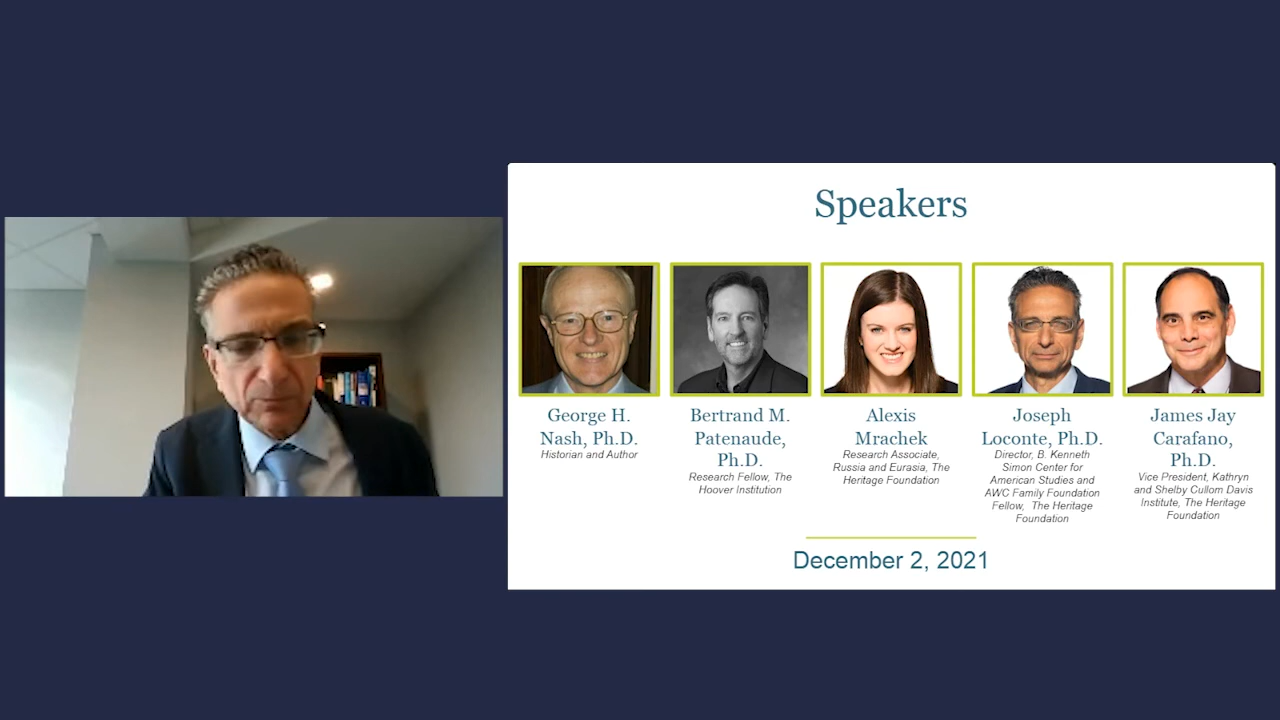 Speakers
George H.
Nash, Ph.D.
Historian and Author
Bertrand M.
Patenaude,
Ph.D.
Research Fellow, The
Hoover Institution
Alexis
Mrachek
Research Associate,
Russia and Eurasia, The
Heritage Foundation
Joseph
Loconte, Ph.D.
Director, B. Kenneth
Simon Center for
American Studies and
AWC Family Foundation
Fellow, The Heritage
Foundation
James Jay
Carafano,
Ph.D.
Vice President, Kathryn
and Shelby Cullom Davis
Institute, The Heritage
Foundation
December 2, 2021